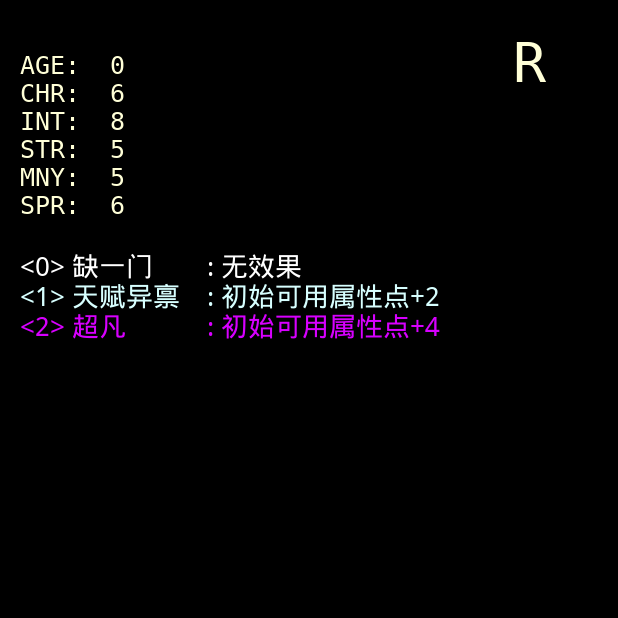 R
AGE: 0
CHR: 6
INT: 8
STR: 5
MNY: 5
SPR: 6
<0> 缺一门 : 无效果
<1> 天赋异禀 : 初始可用属性点+2
<2> 超凡 : 初始可用属性点+4